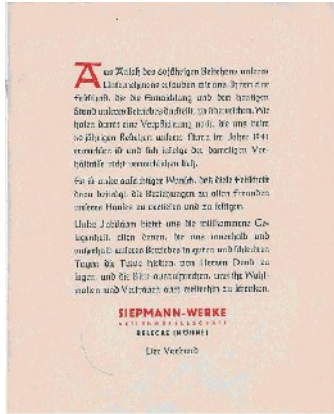 Aus Anlaß des 60jährigen Bestehens unseres
Unternehmens erlauben wir uns, Ihnen eine
Festschrift, die die Entwicklung und den heutigen
Stand unseres Betriebes darstellt, zu überreichen. Wir
holen damit eine Verpflichtung nach, die uns beim
50 jährigen Bestehen unserer Firma im Jahre 1941
erwachsen ist und sich infolge der damaligen Ver-
hältnisse nicht verwirklichen ließ.
Es ist unser aufrichtiger Wunsch, daß diese Festschrift
dazu beiträgt, die Beziehungen zu allen Freunden
unseres Hauses zu vertiefen und zu festigen.
Unser Jubiläum bietet uns die willkommene Ge-
legenheit, allen denen, die uns innerhalb und
außerhalb unseres Betriebes in guten und schlechten
Tagen die Treue hielten, von Herzen Dank zu
sagen, und die Bitte auszusprechen, uns ihr Wohl-
wollen und Vertrauen auch weiterhin zu schenken.
SIEPMANN-WERKE
AKTIENGESELLSCHAFT
BELECKE (MÖHNE)
Der Vorstand